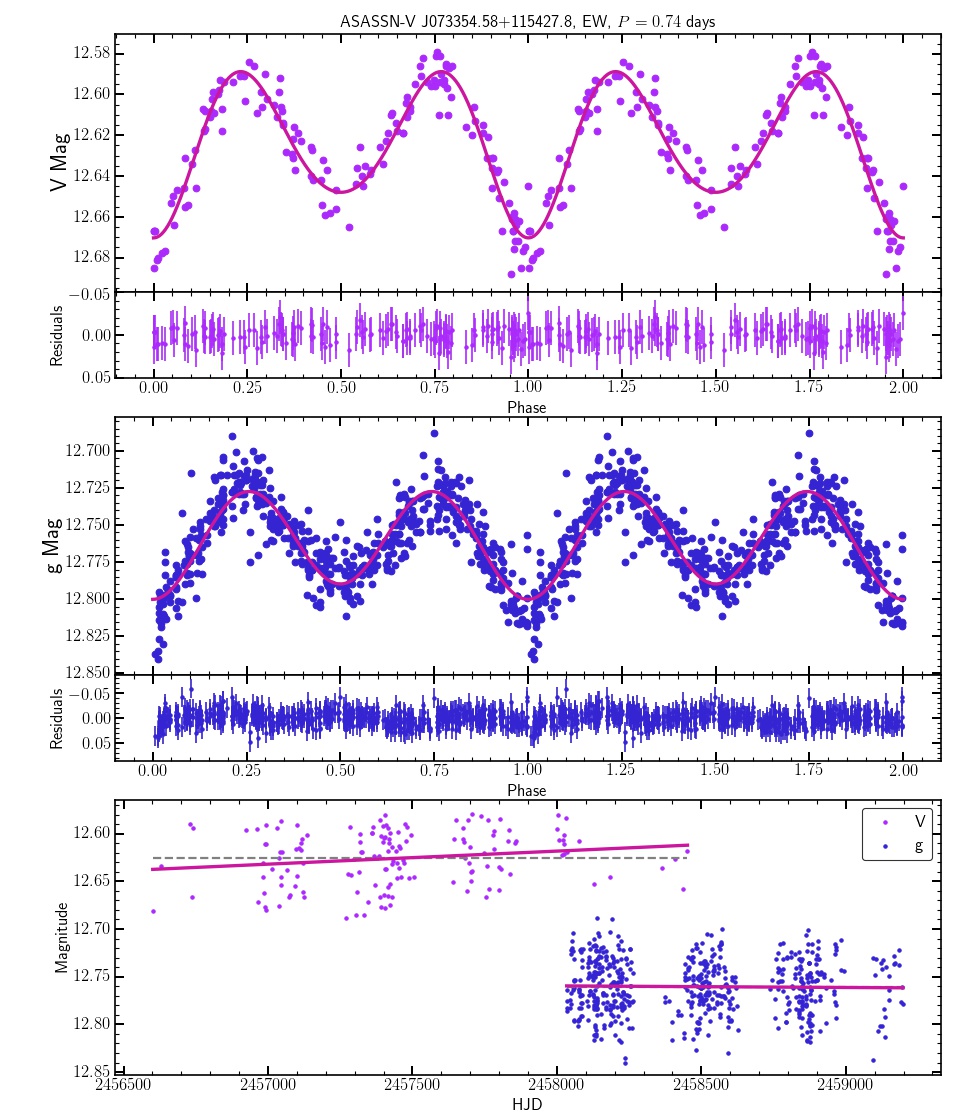 ASASSN-V J073354.58+115427.8, EW, P = 0.74 days
12.58
12.60
12.62
12.64
12.66
12.68
V Mag
−0.05
0.00
0.05
Residuals
0.00 0.25 0.50 0.75 1.00 1.25 1.50 1.75 2.00
Phase
12.700
12.725
12.750
12.775
12.800
12.825
12.850
g Mag
−0.05
0.00
0.05
Residuals
0.00 0.25 0.50 0.75 1.00 1.25 1.50 1.75 2.00
Phase
12.60
12.65
12.70
12.75
12.80
12.85
Magnitude
V
g
2456500 2457000 2457500 2458000 2458500 2459000
HJD